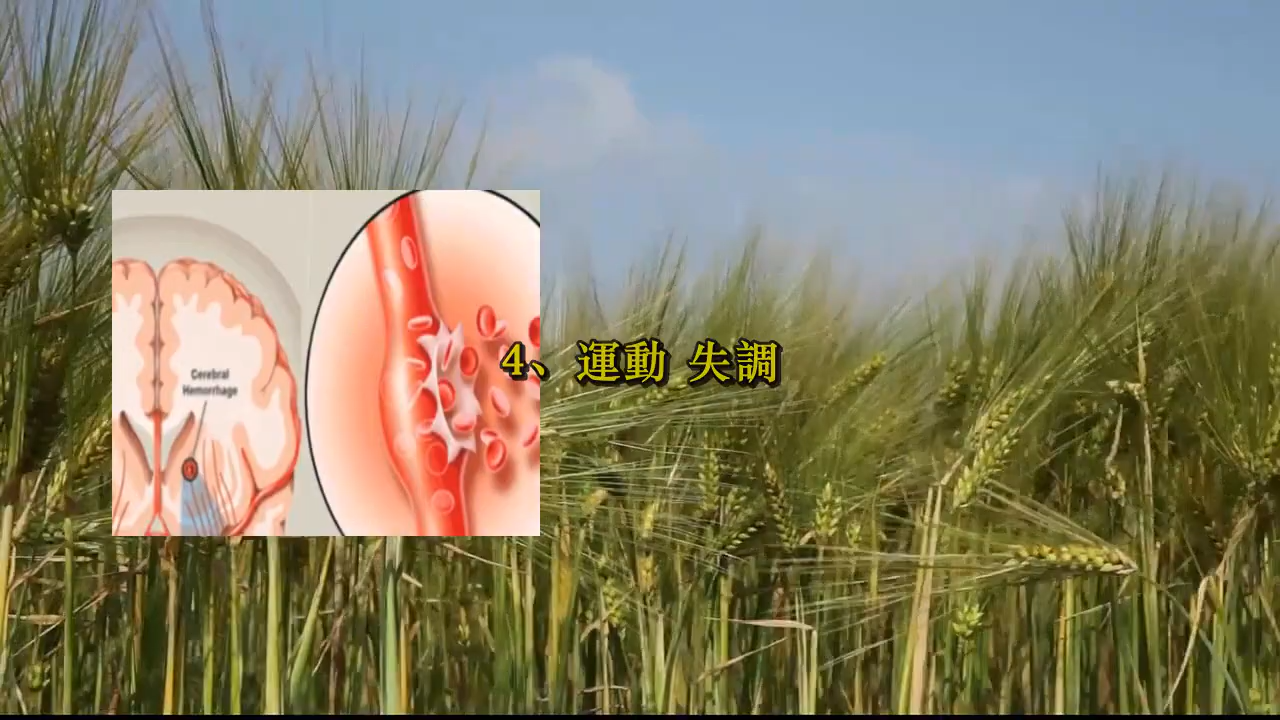 Cerebral
Hemorrhage
4、運動 失調